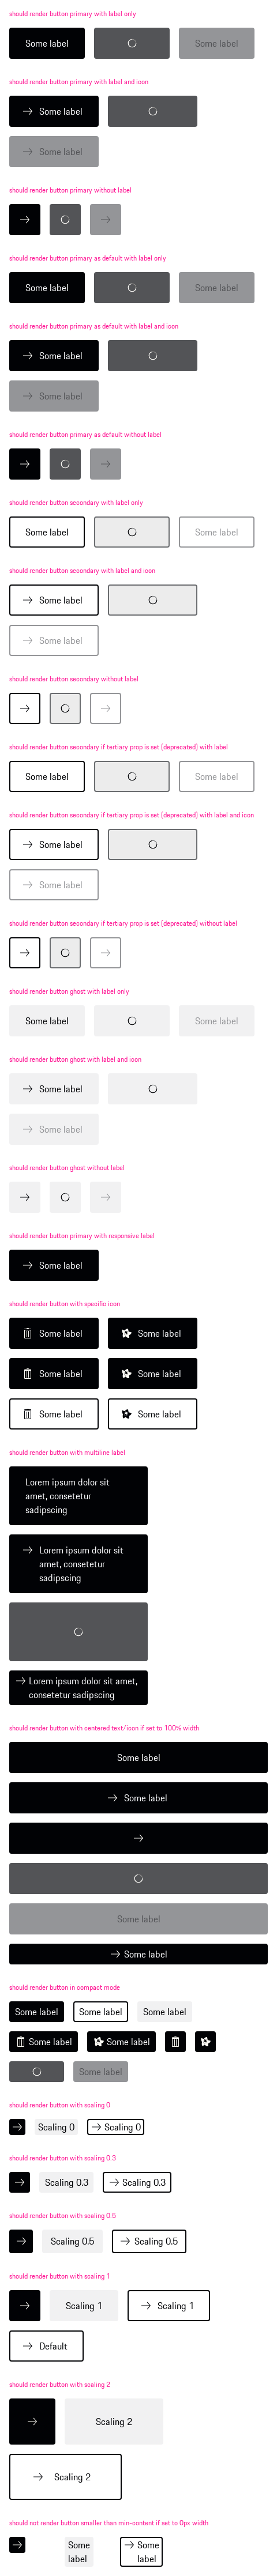 should render button primary with label only
Some label
Some label
should render button primary with label and icon
Some label
Some label
should render button primary without label
should render button primary as default with label only
Some label
Some label
should render button primary as default with label and icon
Some label
Some label
should render button primary as default without label
should render button secondary with label only
Some label
Some label
should render button secondary with label and icon
Some label
Some label
should render button secondary without label
should render button secondary if tertiary prop is set (deprecated) with label
Some label
Some label
should render button secondary if tertiary prop is set (deprecated) with label and icon
Some label
Some label
should render button secondary if tertiary prop is set (deprecated) without label
should render button ghost with label only
Some label
Some label
should render button ghost with label and icon
Some label
Some label
should render button ghost without label
should render button primary with responsive label
Some label
should render button with specific icon
Some label
Some label
Some label
Some label
Some label
Some label
should render button with multiline label
Lorem ipsum dolor sit
amet, consetetur
sadipscing
Lorem ipsum dolor sit
amet, consetetur
sadipscing
Lorem ipsum dolor sit amet,
consetetur sadipscing
should render button with centered text/icon if set to 100% width
Some label
Some label
Some label
Some label
should render button in compact mode
Some label
Some label
Some label
Some label
Some label
Some label
should render button with scaling 0
Scaling 0
Scaling 0
should render button with scaling 0.3
Scaling 0.3
Scaling 0.3
should render button with scaling 0.5
Scaling 0.5
Scaling 0.5
should render button with scaling 1
Scaling 1
Scaling 1
Default
should render button with scaling 2
Scaling 2
Scaling 2
should not render button smaller than min-content if set to 0px width
Some
label
Some
label